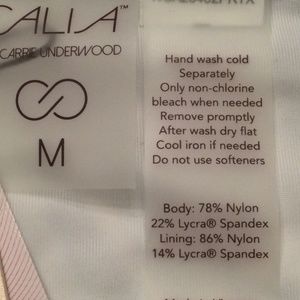 CALIA™
CARRIE UNDERWOOD
M
Hand wash cold
Separately
Only non-chlorine
bleach when needed
Remove promptly
After wash dry flat
Cool iron if needed
Do not use softeners
Body: 78% Nylon
22% Lycra® Spandex
Lining: 86% Nylon
14% Lycra® Spandex